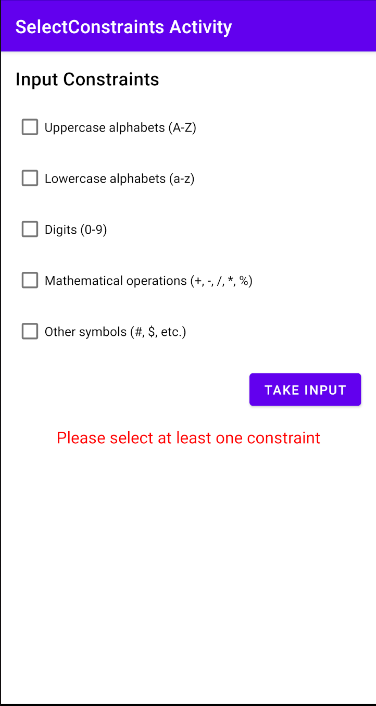 SelectConstraints Activity
Input Constraints
Uppercase alphabets (A-Z)
Lowercase alphabets (a-z)
Digits (0-9)
Mathematical operations (+, -, /, *, %)
Other symbols (#, $, etc.)
TAKE INPUT
Please select at least one constraint